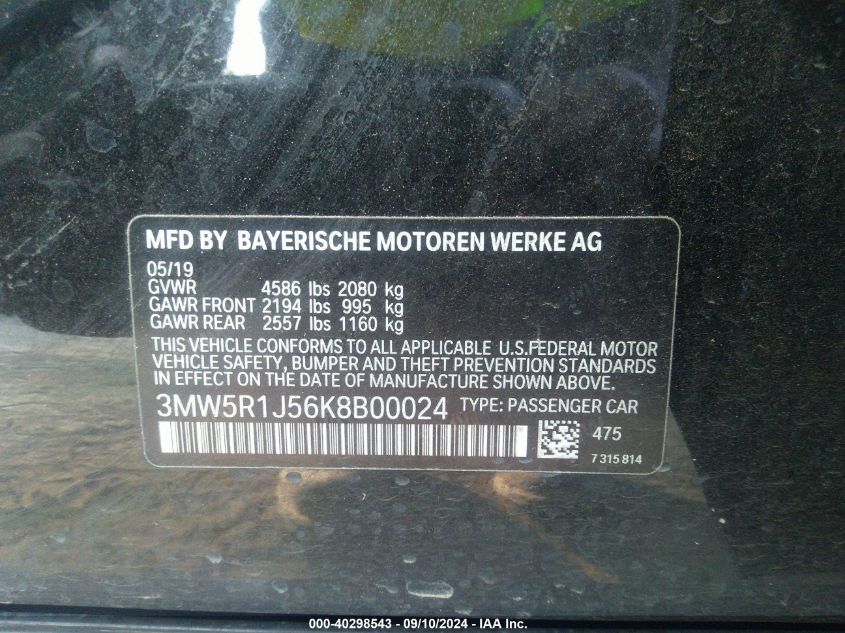 MFD BY BAYERISCHE MOTOREN WERKE AG
05/19
GVWR 4586 lbs 2080 kg
GAWR FRONT 2194 lbs 995 kg
GAWR REAR 2557 lbs 1160 kg
THIS VEHICLE CONFORMS TO ALL APPLICABLE U.S.FEDERAL MOTOR
VEHICLE SAFETY, BUMPER AND THEFT PREVENTION STANDARDS
IN EFFECT ON THE DATE OF MANUFACTURE SHOWN ABOVE.
3MW5R1J56K8B00024 TYPE: PASSENGER CAR
475
7 315 814
000-40298543 - 09/10/2024 - IAA Inc.